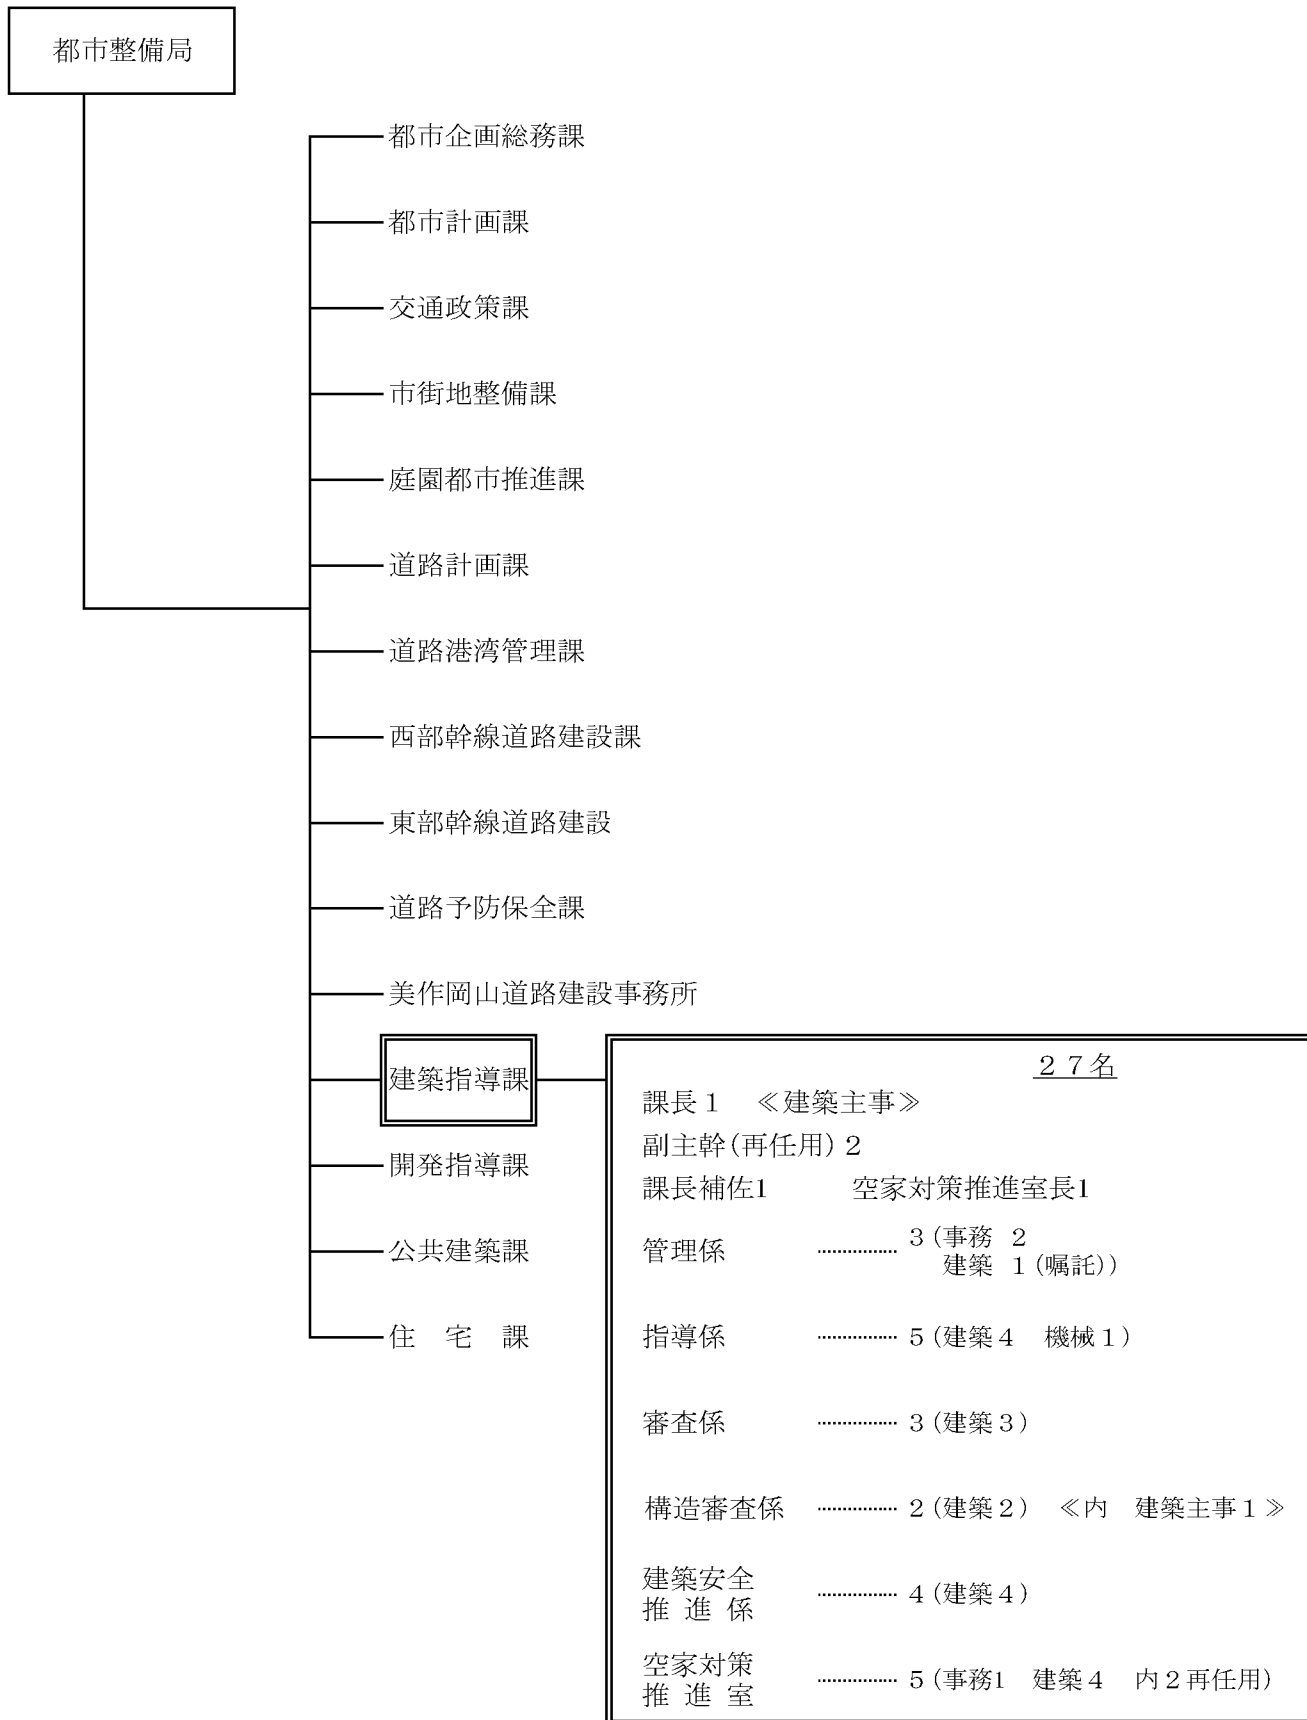 都市整備局
都市企画総務課
都市計画課
交通政策課
市街地整備課
庭園都市推進課
道路計画課
道路港湾管理課
西部幹線道路建設課
東部幹線道路建設
道路予防保全課
美作岡山道路建設事務所
建築指導課
開発指導課
公共建築課
住　宅　課
２７名
課長１　≪建築主事≫
副主幹(再任用)２
課長補佐1　　　空家対策推進室長1
管理係 ‥‥‥‥‥ ３(事務 ２
建築 １(嘱託))
指導係 ‥‥‥‥‥ ５(建築４　機械１)
審査係 ‥‥‥‥‥ ３(建築３)
構造審査係 ‥‥‥‥‥ ２(建築２)　≪内　建築主事１≫
建築安全
推 進 係 ‥‥‥‥‥ ４(建築４)
空家対策
推 進 室 ‥‥‥‥‥ ５(事務1　建築４　内２再任用)